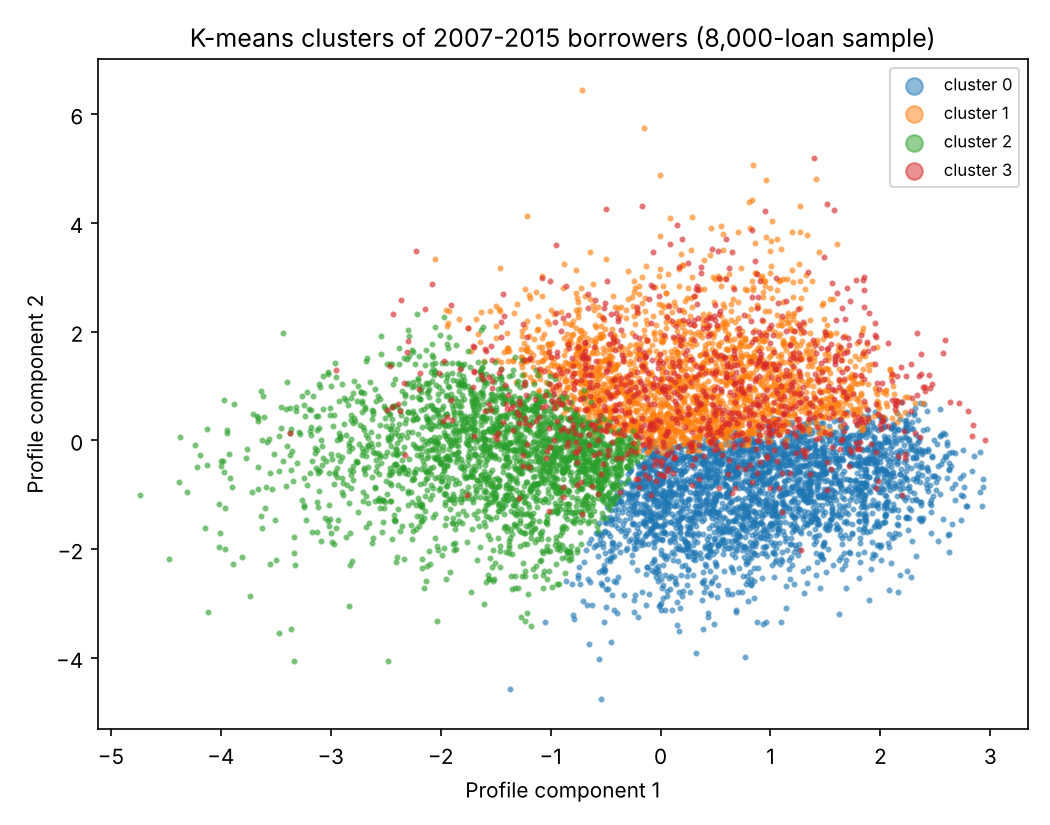 K-means clusters of 2007-2015 borrowers (8,000-loan sample)
cluster 0
cluster 1
cluster 2
cluster 3
Profile component 2
6
4
2
0
−2
−4
−5 −4 −3 −2 −1 0 1 2 3
Profile component 1